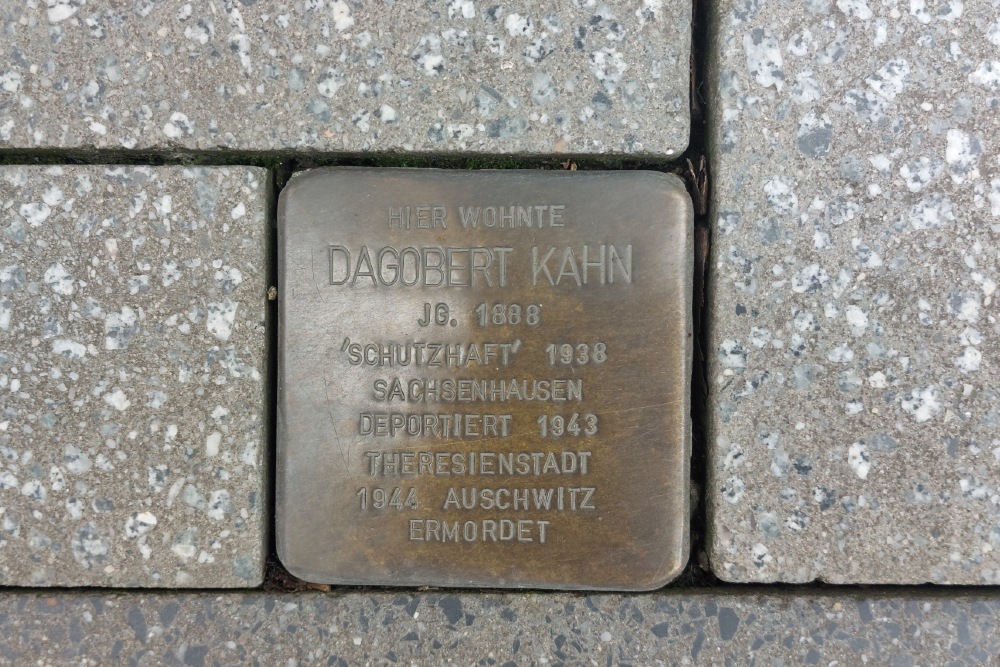 HIER WOHNTE
DAGOBERT KAHN
JG. 1888
'SCHUTZHAFT' 1938
SACHSENHAUSEN
DEPORTIERT 1943
THERESIENSTADT
1944 AUSCHWITZ
ERMORDET